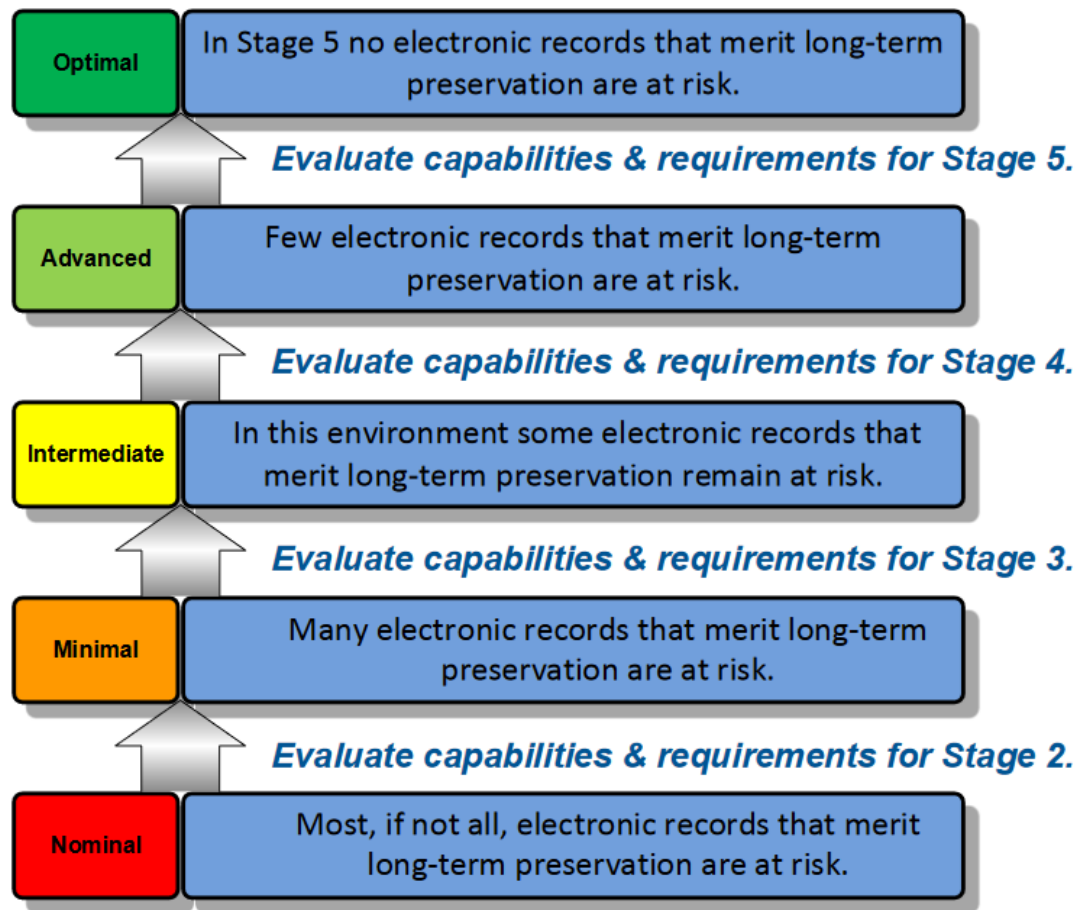 Optimal
In Stage 5 no electronic records that merit long-term
preservation are at risk.
Evaluate capabilities & requirements for Stage 5.
Advanced
Few electronic records that merit long-term
preservation are at risk.
Evaluate capabilities & requirements for Stage 4.
Intermediate
In this environment some electronic records that
merit long-term preservation remain at risk.
Evaluate capabilities & requirements for Stage 3.
Minimal
Many electronic records that merit long-term
preservation are at risk.
Evaluate capabilities & requirements for Stage 2.
Nominal
Most, if not all, electronic records that merit
long-term preservation are at risk.